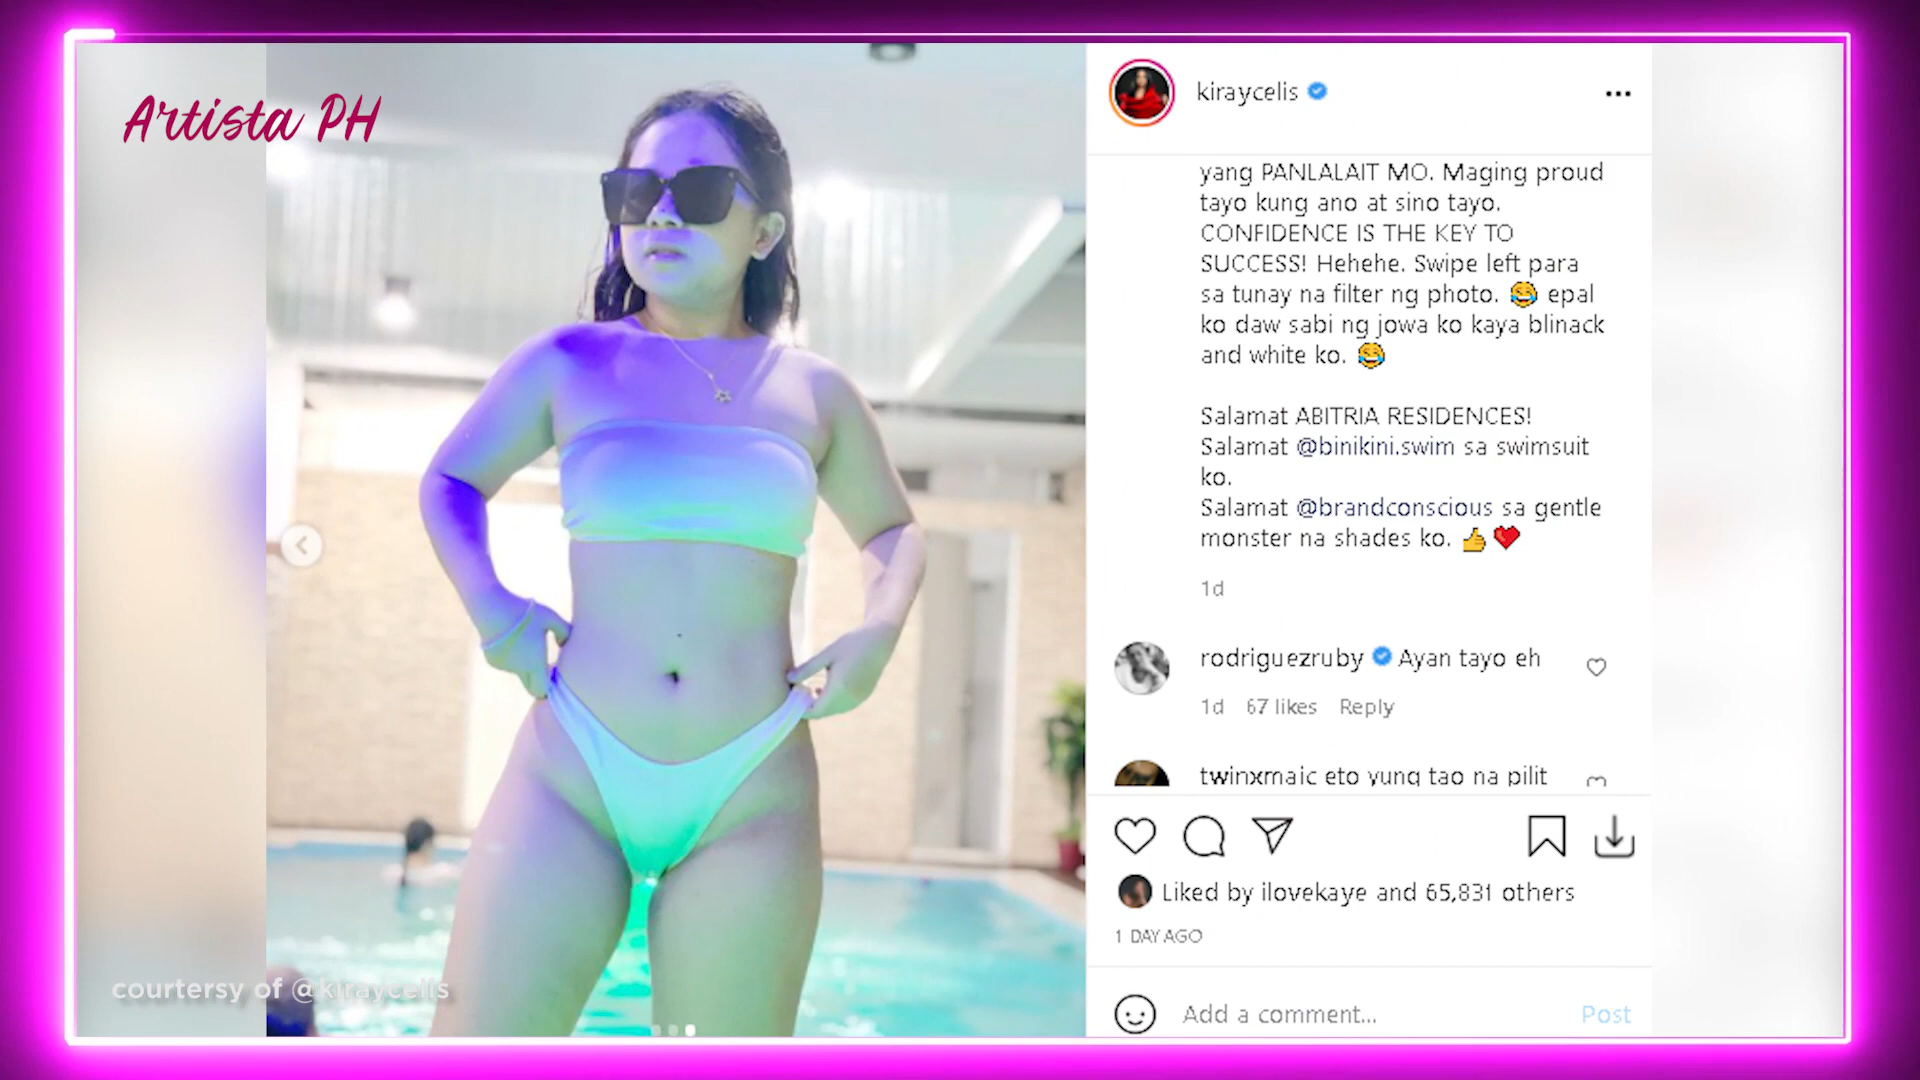 Artista PH
kiraycelis
yang PANLALAIT MO. Maging proud
tayo kung ano at sino tayo.
CONFIDENCE IS THE KEY TO
SUCCESS! Hehehe. Swipe left para
sa tunay na filter ng photo. 😂 epal
ko daw sabi ng jowa ko kaya blinack
and white ko. 😂
Salamat ABITRIA RESIDENCES!
Salamat @binikini.swim sa swimsuit
ko.
Salamat @brandconscious sa gentle
monster na shades ko. 👍❤️
1d
rodriguezruby Ayan tayo eh
1d 67 likes Reply
twinxmaic eto yung tao na pilit
Liked by ilovekaye and 65,831 others
1 DAY AGO
Add a comment... Post
courtersy of @kiraycelis